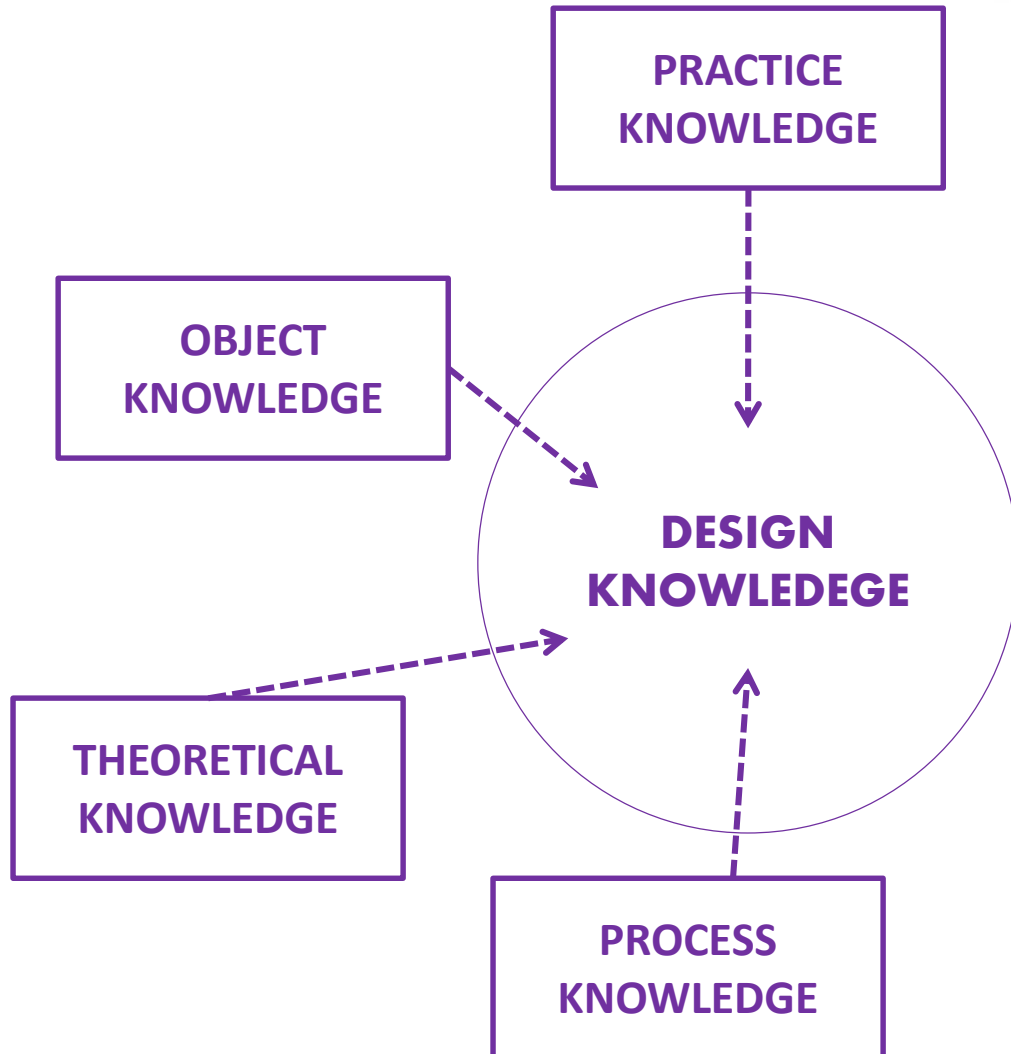 PRACTICE
KNOWLEDGE
OBJECT
KNOWLEDGE
DESIGN
KNOWLEDEGE
THEORETICAL
KNOWLEDGE
PROCESS
KNOWLEDGE